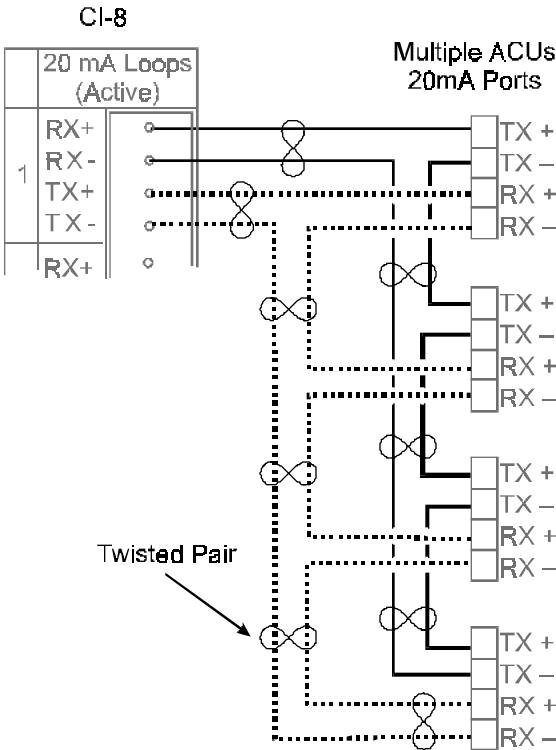 CI-8
20 mA Loops
(Active)
1
RX+
RX-
TX+
TX-
RX+
Multiple ACUs
20mA Ports
TX +
TX –
RX +
RX –
TX +
TX –
RX +
RX –
TX +
TX –
RX +
RX –
TX +
TX –
RX +
RX –
Twisted Pair